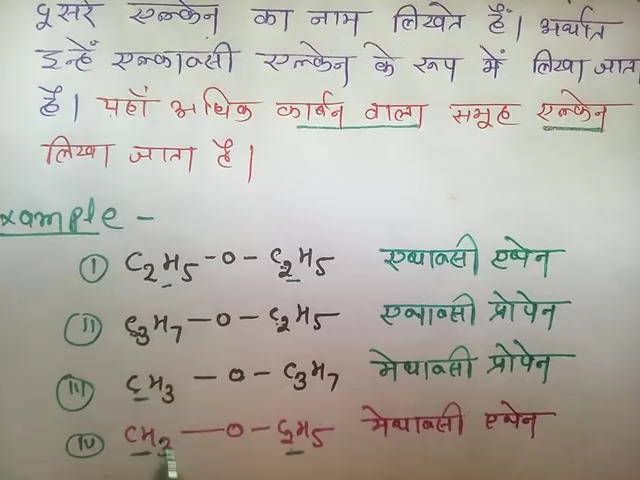 दूसरे एल्केन का नाम लिखते हैं। अर्थात
इन्हें एल्काक्सी एल्केन के रूप में लिखा जाता
है। यहाँ अधिक कार्बन वाला समूह एल्केन
लिखा जाता है।
xample -
(I) C₂H₅ -O- C₂H₅ एथाक्सी एथेन
(II) C₃H₇ -O- C₂H₅ एथाक्सी प्रोपेन
(III) CH₃ -O- C₃H₇ मेथाक्सी प्रोपेन
(IV) CH₃ -O- C₂H₅ मेथाक्सी एथेन